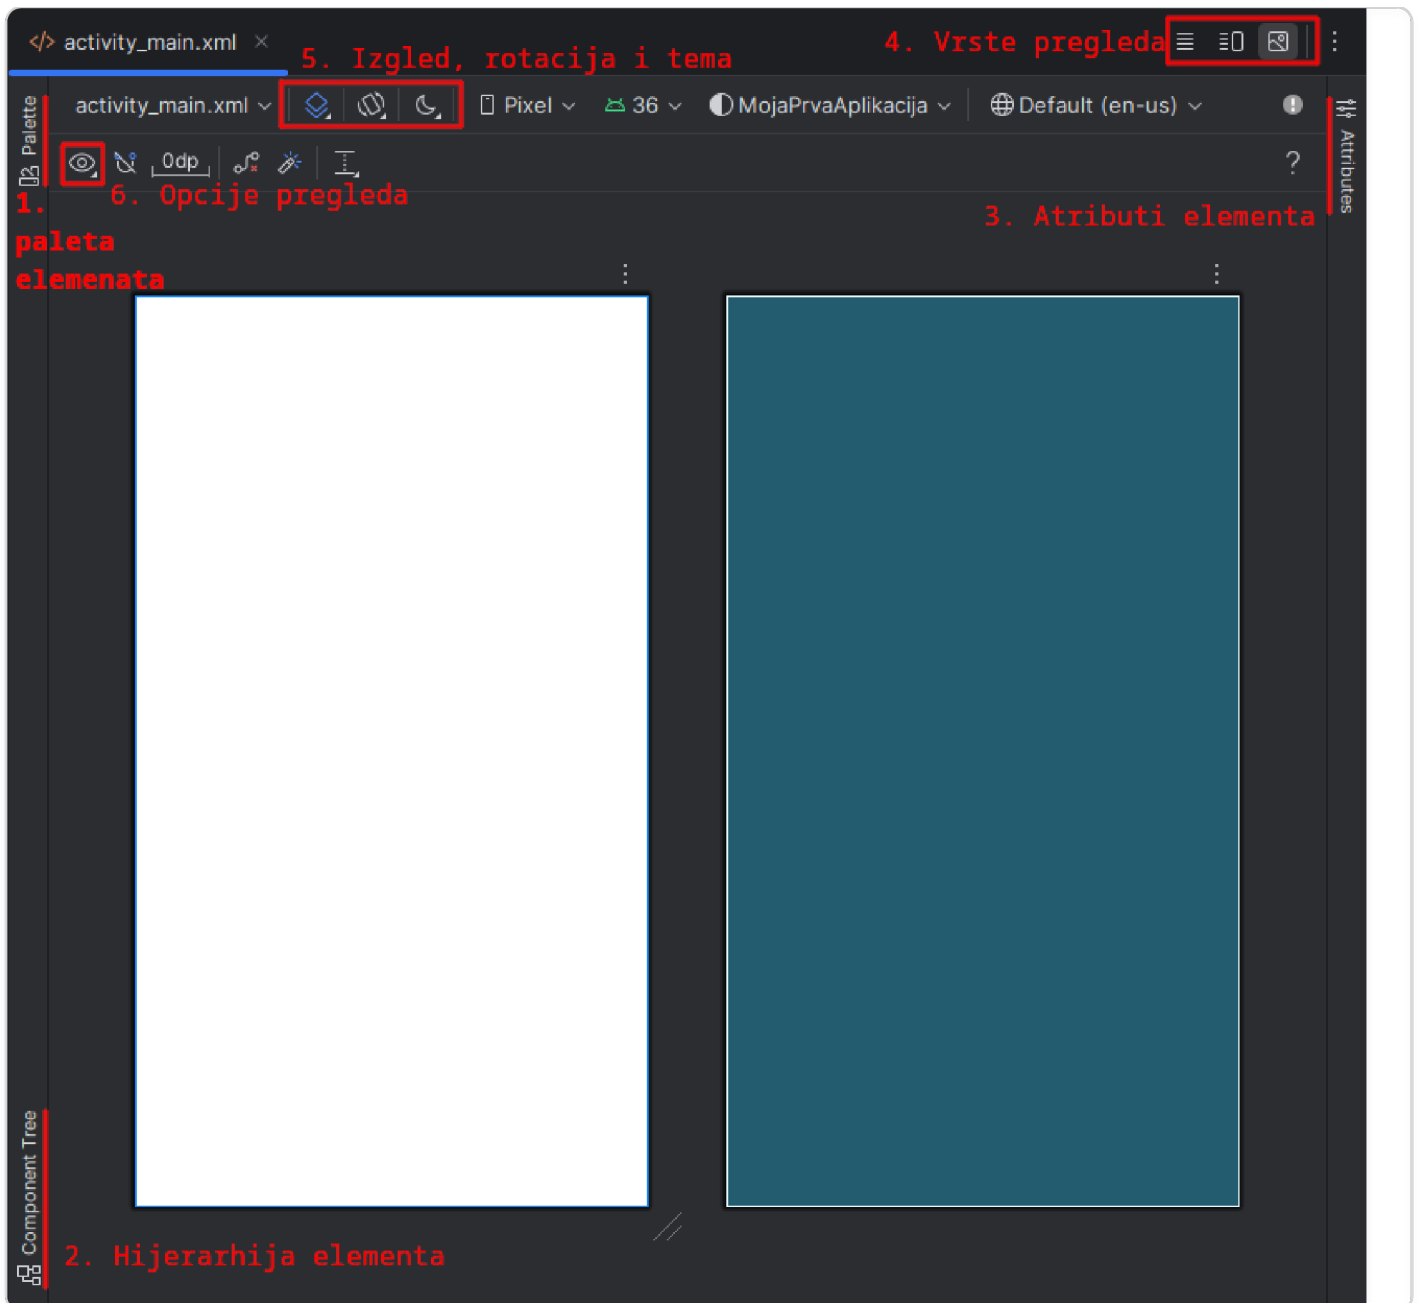 activity_main.xml
5. Izgled, rotacija i tema
4. Vrste pregleda
activity_main.xml
Pixel
36
MojaPrvaAplikacija
Default (en-us)
Palette
0dp
?
Attributes
1.
paleta
elemenata
6. Opcije pregleda
3. Atributi elementa
Component Tree
2. Hijerarhija elementa